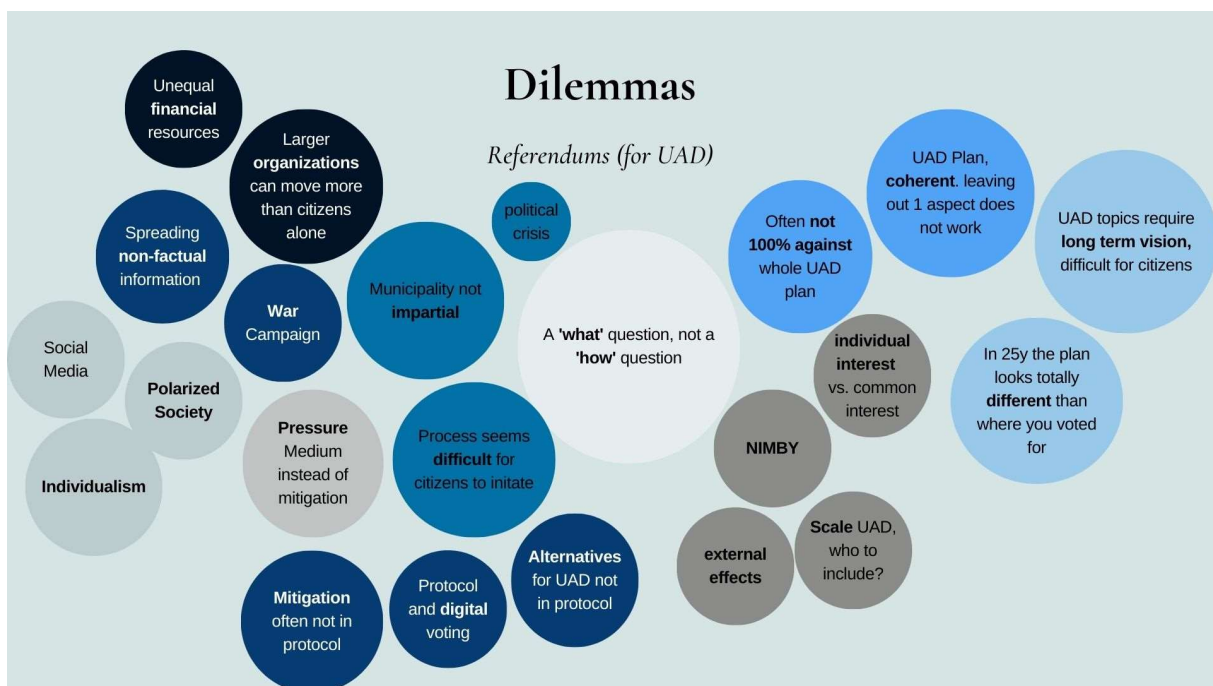 Dilemmas
Referendums (for UAD)
Unequal
financial
resources
Larger
organizations
can move more
than citizens
alone
Spreading
non-factual
information
War
Campaign
Social
Media
Polarized
Society
Individualism
Pressure
Medium
instead of
mitigation
political
crisis
Municipality not
impartial
Process seems
difficult for
citizens to initate
Mitigation
often not in
protocol
Protocol
and digital
voting
Alternatives
for UAD not
in protocol
A 'what' question, not a
'how' question
Often not
100% against
whole UAD
plan
UAD Plan,
coherent. leaving
out 1 aspect does
not work
UAD topics require
long term vision,
difficult for citizens
In 25y the plan
looks totally
different than
where you voted
for
individual
interest
vs. common
interest
NIMBY
external
effects
Scale UAD,
who to
include?